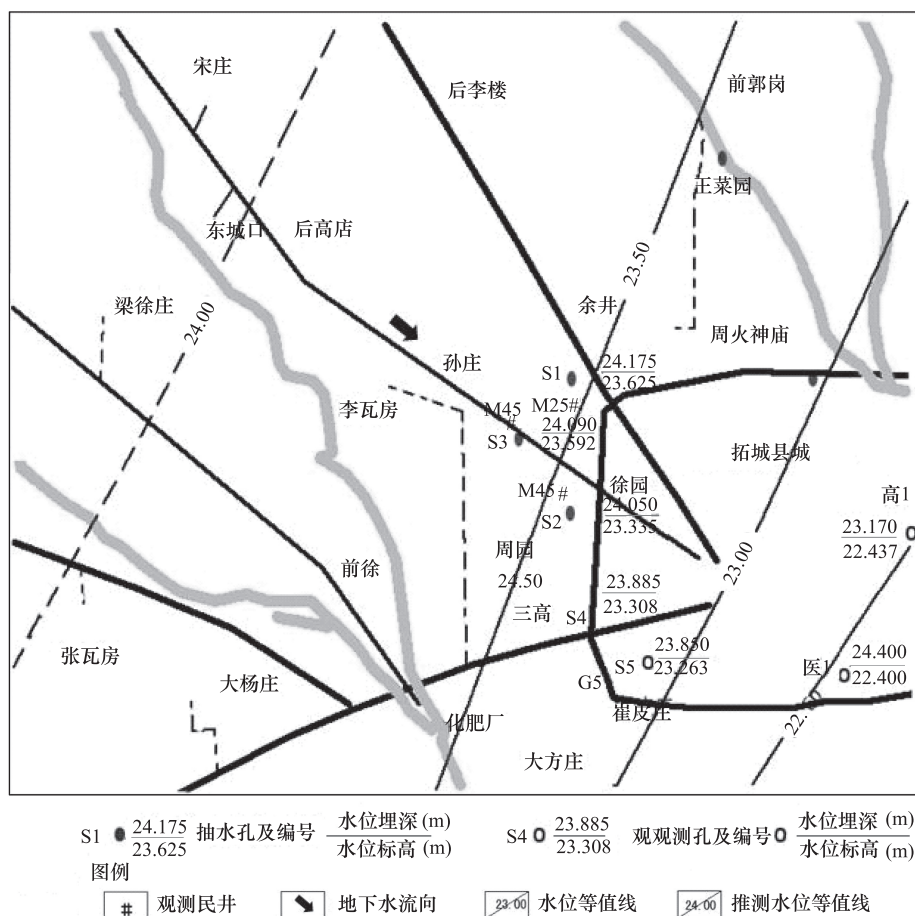 宋庄
后李楼
前郭岗
王菜园
东城口 后高店
23.50
梁徐庄
24.00
余井
周火神庙
孙庄
S1 24.175
23.625
李瓦房
M45
#
S3
M25#
24.090
23.592
拓城县城
徐园
M45 #
S2
24.050
23.335
高1
23.170
22.437
周园
24.50
前徐
23.00
三高
S4
23.885
23.308
张瓦房
大杨庄
S5
23.850
23.263
医1
24.400
22.400
G5
崔皮庄
化肥厂
大方庄
S1 24.175 抽水孔及编号 水位埋深 (m)
23.625 水位标高 (m)
S4 23.885 观观测孔及编号 水位埋深 (m)
23.308 水位标高 (m)
图例
# 观测民井 地下水流向 23.00 水位等值线 24.00 推测水位等值线